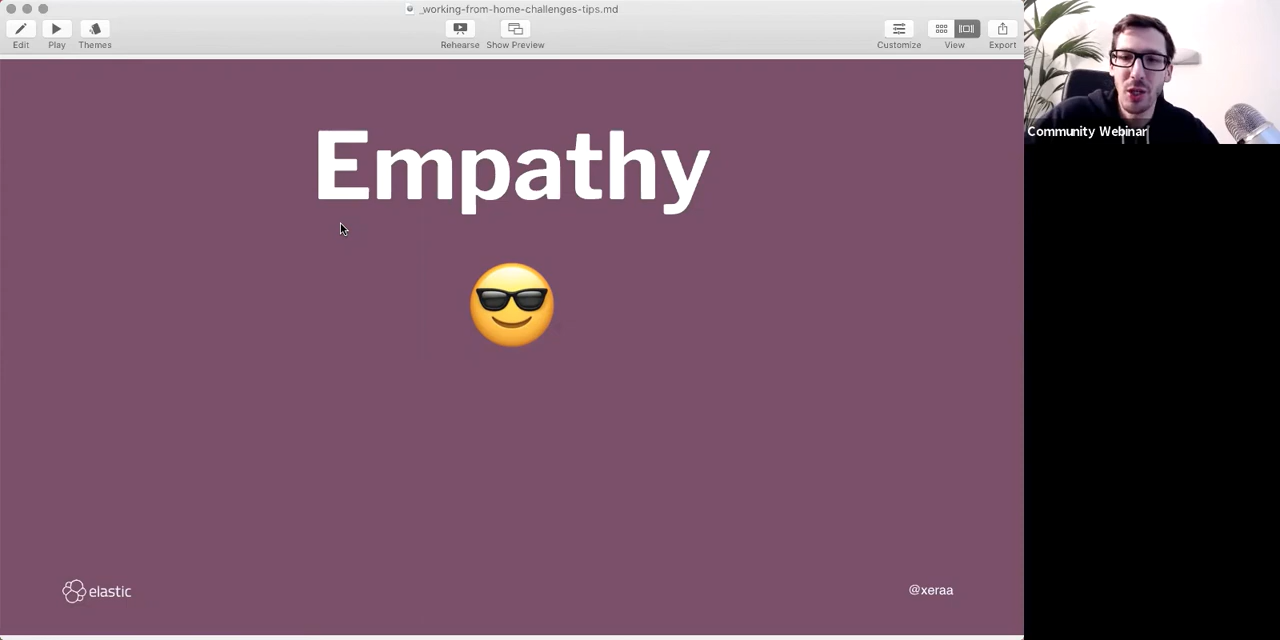 _working-from-home-challenges-tips.md
Edit Play Themes Rehearse Show Preview Customize View Export
Community Webinar
Empathy
elastic
@xeraa